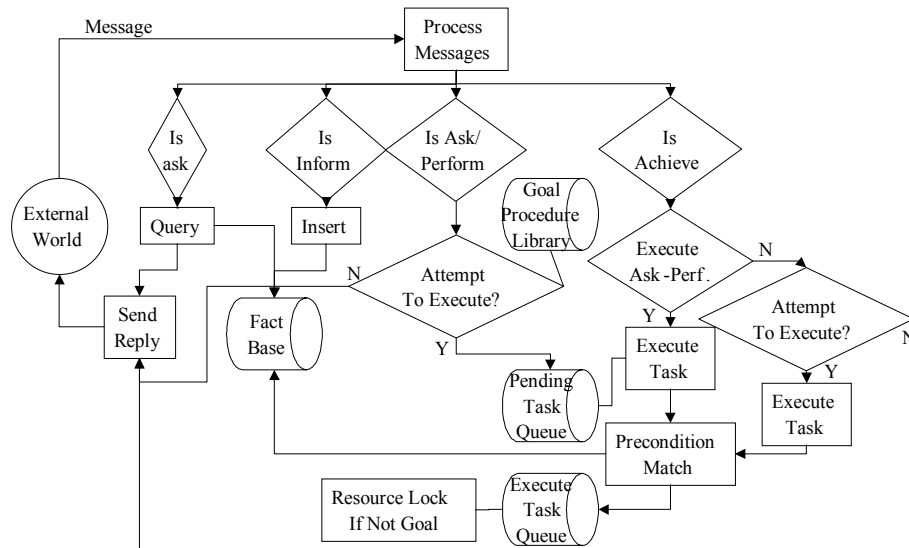 Message
Process
Messages
Is
ask
Is
Inform
Is Ask/
Perform
Is
Achieve
External
World
Query
Insert
Goal
Procedure
Library
Execute
Ask -Perf.
N
N
Attempt
To Execute?
Attempt
To Execute?
N
Send
Reply
Fact
Base
Y
Y
Execute
Task
Y
Pending
Task
Queue
Execute
Task
Precondition
Match
Resource Lock
If Not Goal
Execute
Task
Queue